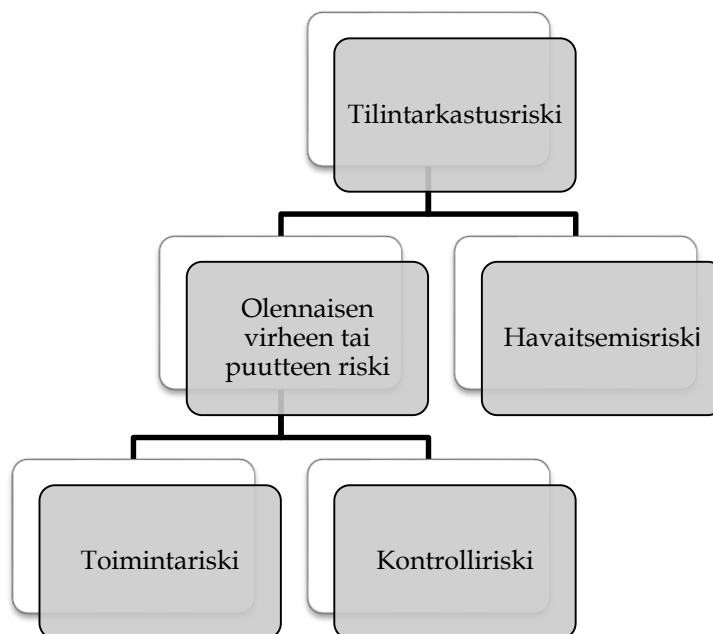 Tilintarkastusriski
Olennaisen
virheen tai
puutteen riski
Havaitsemisriski
Toimintariski
Kontrolliriski